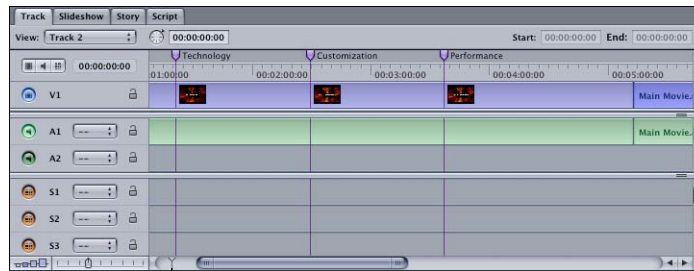 Track Slideshow Story Script
View: Track 2 00:00:00:00 Start: 00:00:00:00 End: 00:00:00:00
00:00:00:00 Technology Customization Performance
01:00:00 00:02:00:00 00:03:00:00 00:04:00:00 00:05:00:00
V1 Main Movie.
A1 -- Main Movie.
A2 --
S1 --
S2 --
S3 --